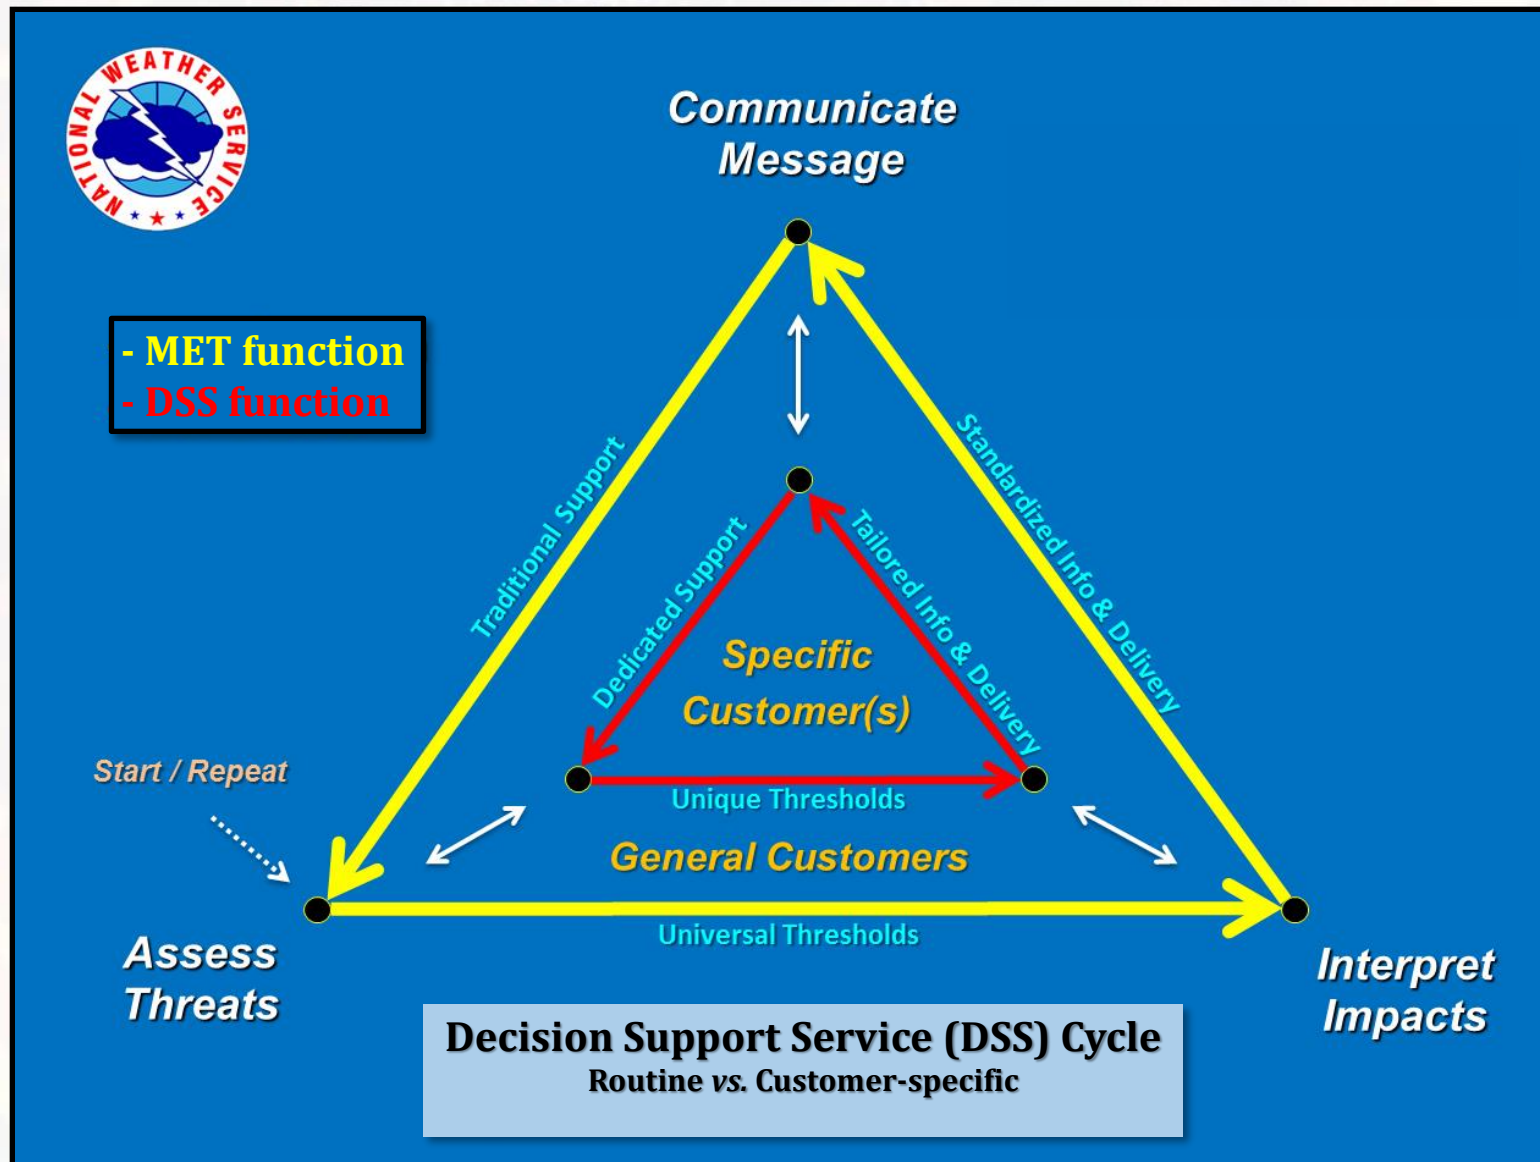 NATIONAL WEATHER SERVICE
Communicate
Message
- MET function
- DSS function
Traditional Support
Standardized Info & Delivery
Dedicated Support
Tailored Info & Delivery
Specific
Customer(s)
Start / Repeat
Unique Thresholds
General Customers
Universal Thresholds
Assess
Threats
Interpret
Impacts
Decision Support Service (DSS) Cycle
Routine vs. Customer-specific